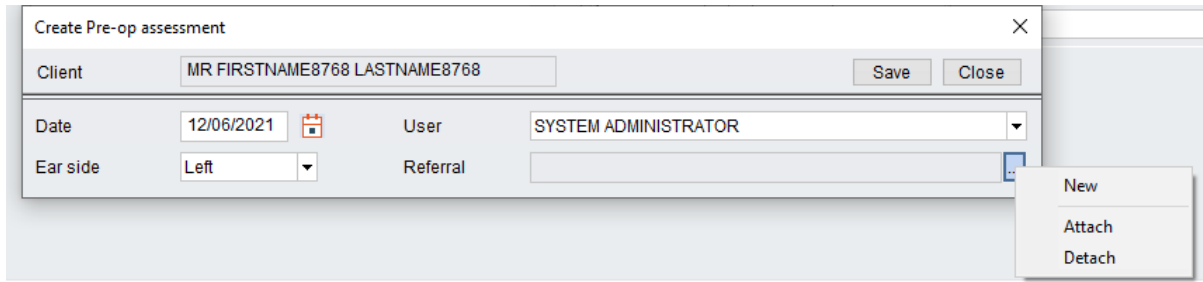 Create Pre-op assessment
Client MR FIRSTNAME8768 LASTNAME8768 Save Close
Date 12/06/2021 User SYSTEM ADMINISTRATOR
Ear side Left Referral ...
New
Attach
Detach